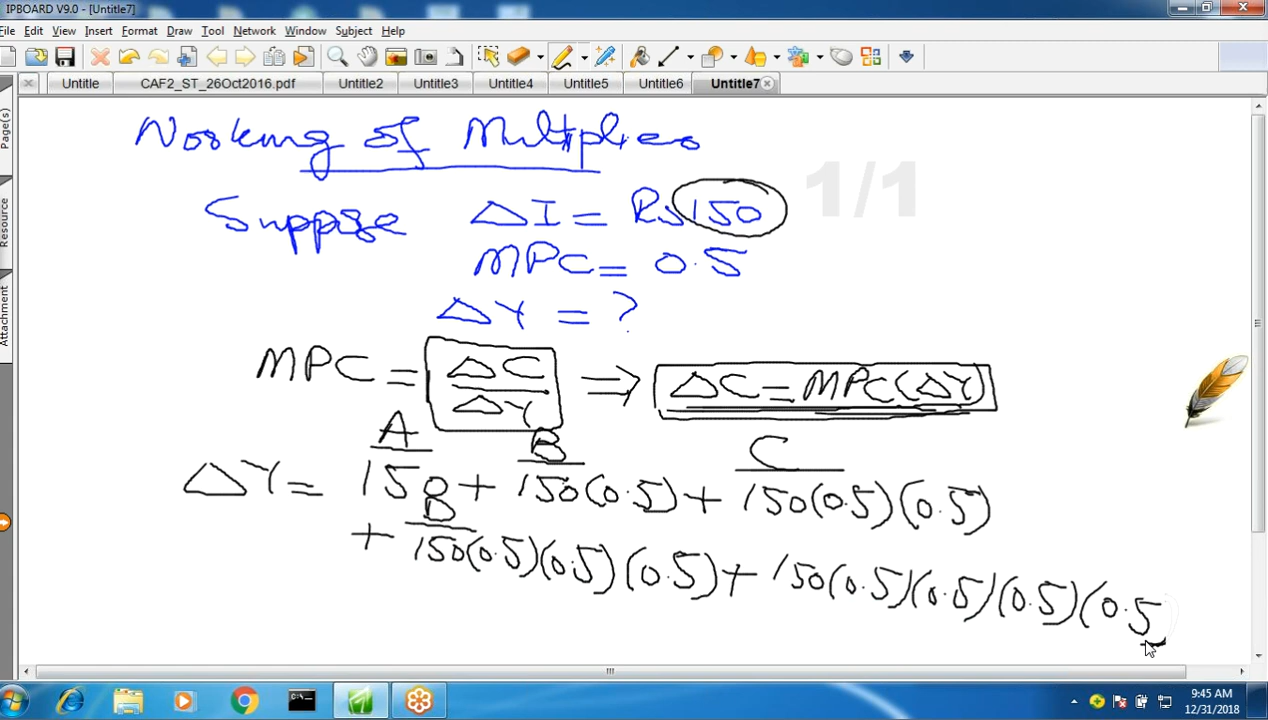 IPBOARD V9.0 - [Untitle7]
File Edit View Insert Format Draw Tool Network Window Subject Help
Untitle CAF2_ST_26Oct2016.pdf Untitle2 Untitle3 Untitle4 Untitle5 Untitle6 Untitle7
Page(s)
Resource
Attachment
1/1
Working of Multiplier
Suppose ΔI = Rs 150
MPC = 0.5
ΔY = ?
MPC = ΔC/ΔY ⇒ ΔC = MPC(ΔY)
A B C
ΔY = 150 + 150(0.5) + 150(0.5)(0.5)
D
+ 150(0.5)(0.5)(0.5) + 150(0.5)(0.5)(0.5)(0.5)
9:45 AM
12/31/2018